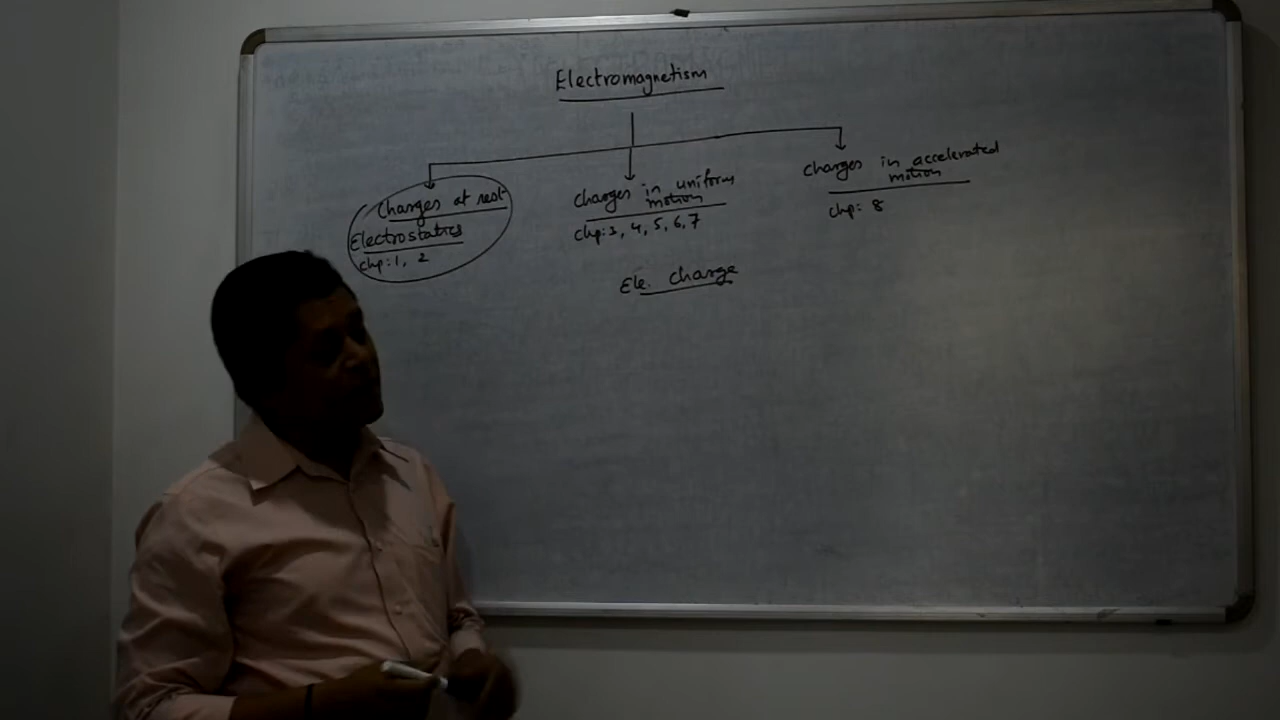 Electromagnetism
Charges at rest
Electrostatics
chp: 1, 2
Charges in uniform
motion
chp: 3, 4, 5, 6, 7
Charges in accelerated
motion
chp: 8
Ele. Charge